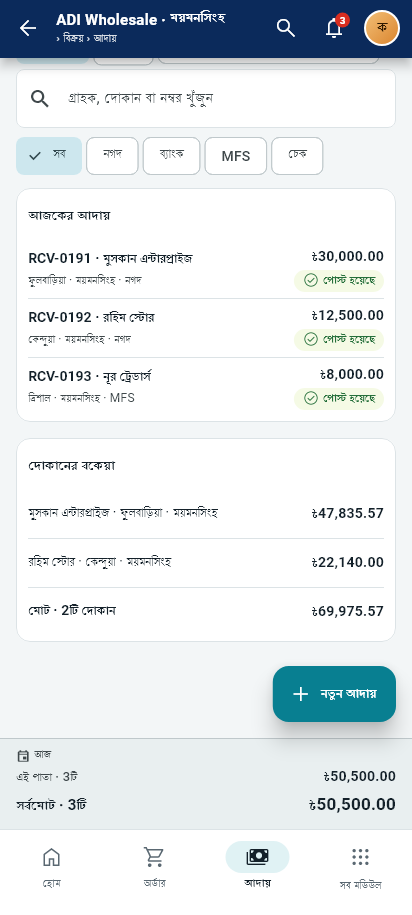 ADI Wholesale · ময়মনসিংহ
› বিক্রয় › আদায়
3
ক
গ্রাহক, দোকান বা নম্বর খুঁজুন
সব
নগদ
ব্যাংক
MFS
চেক
আজকের আদায়
RCV-0191 · মুসকান এন্টারপ্রাইজ
৳30,000.00
ফুলবাড়িয়া · ময়মনসিংহ · নগদ
পোস্ট হয়েছে
RCV-0192 · রহিম স্টোর
৳12,500.00
কেন্দুয়া · ময়মনসিংহ · নগদ
পোস্ট হয়েছে
RCV-0193 · নূর ট্রেডার্স
৳8,000.00
ত্রিশাল · ময়মনসিংহ · MFS
পোস্ট হয়েছে
দোকানের বকেয়া
মুসকান এন্টারপ্রাইজ · ফুলবাড়িয়া · ময়মনসিংহ
৳47,835.57
রহিম স্টোর · কেন্দুয়া · ময়মনসিংহ
৳22,140.00
মোট · 2টি দোকান
৳69,975.57
নতুন আদায়
আজ
এই পাতা · 3টি
৳50,500.00
সর্বমোট · 3টি
৳50,500.00
হোম
অর্ডার
আদায়
সব মডিউল